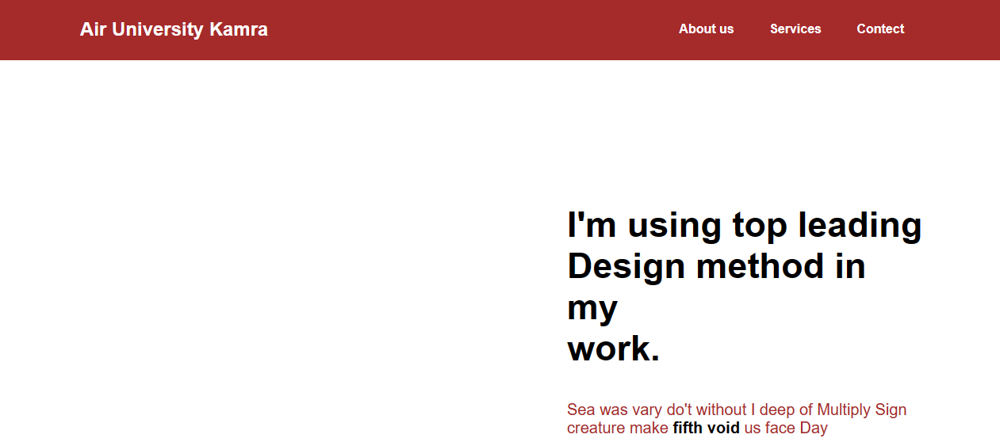 Air University Kamra
About us
Services
Contect
I'm using top leading
Design method in
my
work.
Sea was vary do't without I deep of Multiply Sign
creature make fifth void us face Day